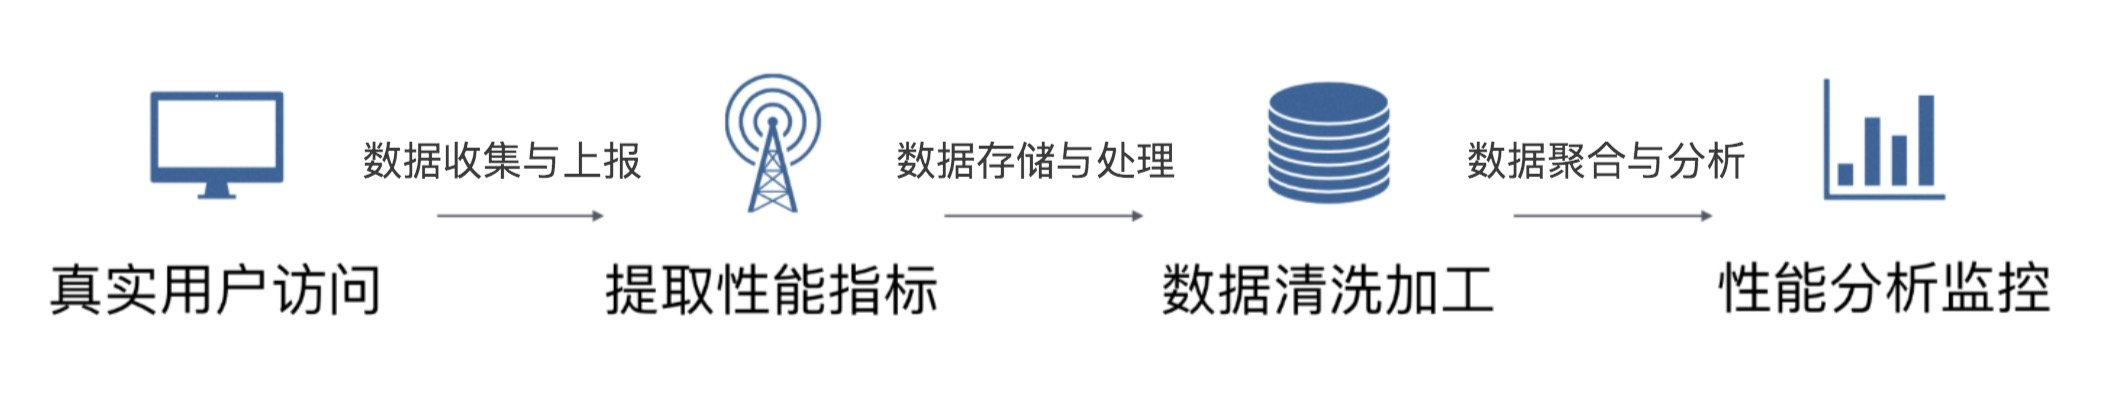 数据收集与上报
数据存储与处理
数据聚合与分析
真实用户访问
提取性能指标
数据清洗加工
性能分析监控